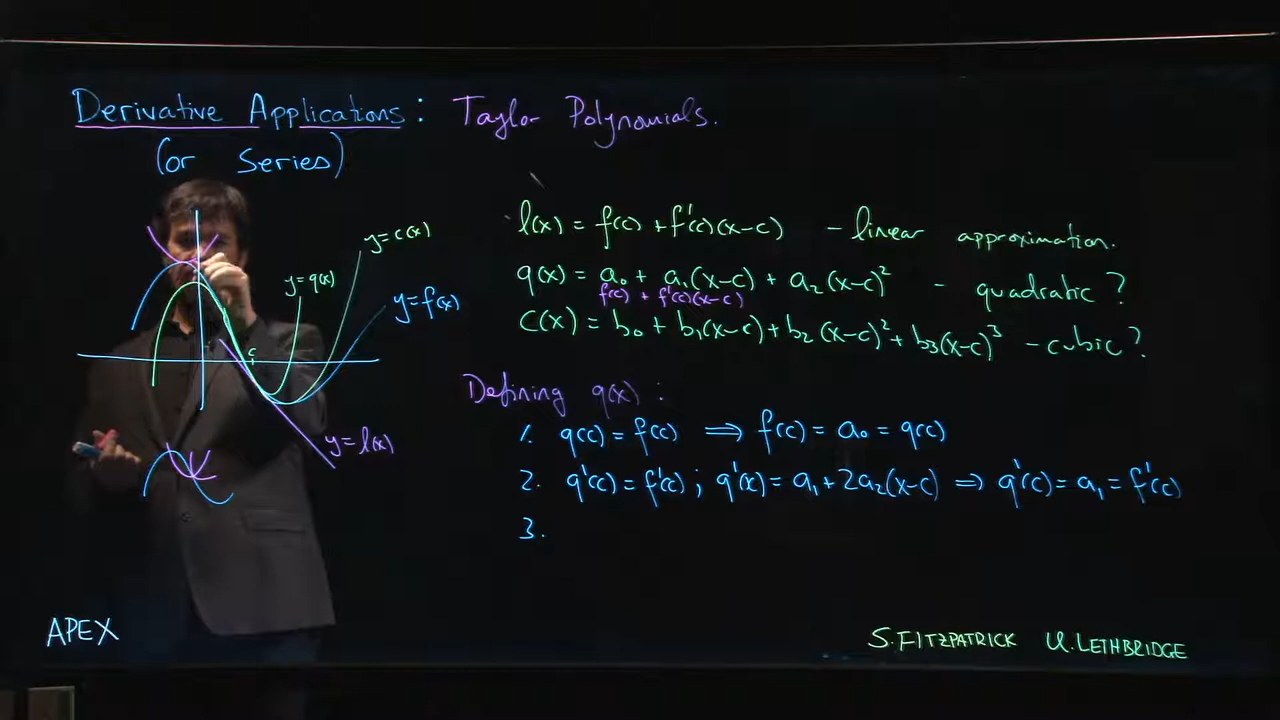 Derivative Applications: Taylor Polynomials.
(or Series)
l(x) = f(c) + f'(c)(x-c) - linear approximation.
q(x) = a₀ + a₁(x-c) + a₂(x-c)² - quadratic ?
f(c) + f'(c)(x-c)
c(x) = b₀ + b₁(x-c) + b₂(x-c)² + b₃(x-c)³ - cubic ?
y=c(x)
y=q(x)
y=f(x)
c
y=l(x)
Defining q(x) :
1. q(c) = f(c) ⟹ f(c) = a₀ = q(c)
2. q'(c) = f'(c) ; q'(x) = a₁ + 2a₂(x-c) ⟹ q'(c) = a₁ = f'(c)
3.
APEX
S. FITZPATRICK U. LETHBRIDGE